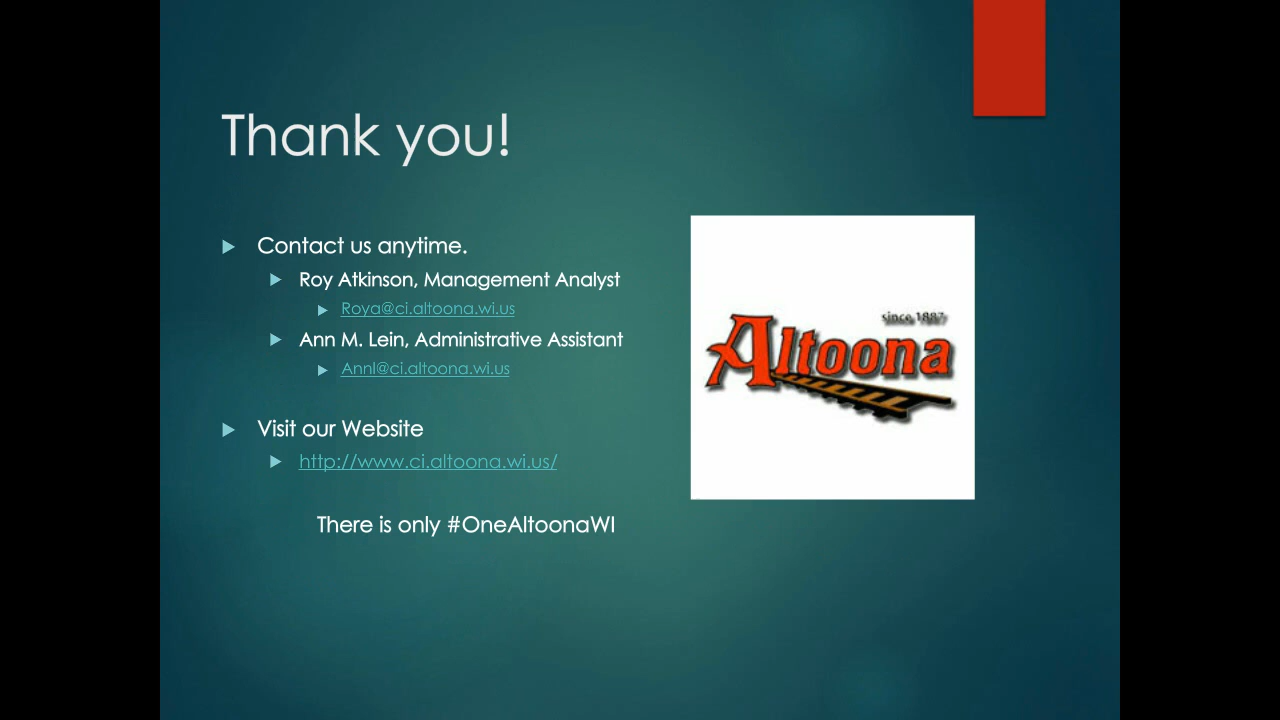 Thank you!
Contact us anytime.
Roy Atkinson, Management Analyst
Roya@ci.altoona.wi.us
Ann M. Lein, Administrative Assistant
Annl@ci.altoona.wi.us
Visit our Website
http://www.ci.altoona.wi.us/
There is only #OneAltoonaWI
since 1887
Altoona